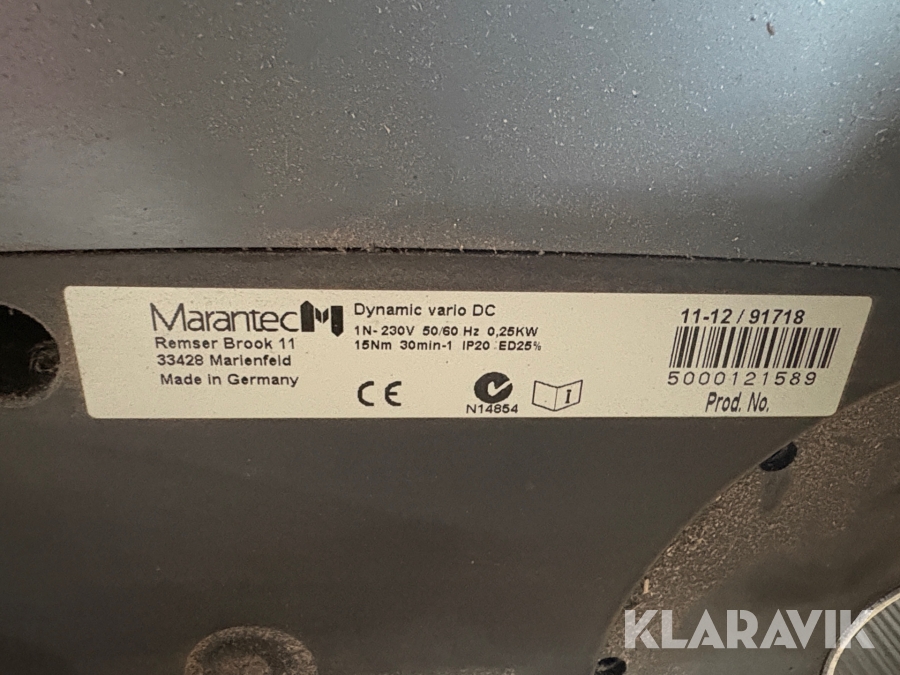 Marantec
Remser Brook 11
33428 Marienfeld
Made in Germany
Dynamic vario DC
1N~230V 50/60 Hz 0,25KW
15Nm 30min-1 IP20 ED25%
CE
N14854
i
11-12/91718
5000121589
Prod. No.
KLARAVIK